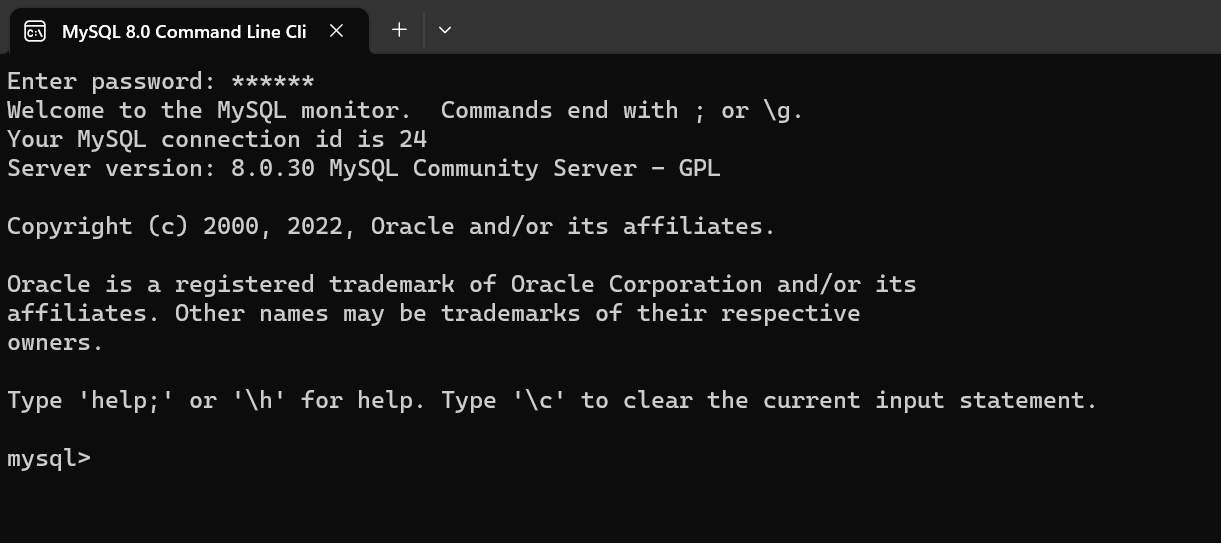 MySQL 8.0 Command Line Cli
Enter password: ******
Welcome to the MySQL monitor.  Commands end with ; or \g.
Your MySQL connection id is 24
Server version: 8.0.30 MySQL Community Server - GPL
Copyright (c) 2000, 2022, Oracle and/or its affiliates.
Oracle is a registered trademark of Oracle Corporation and/or its
affiliates. Other names may be trademarks of their respective
owners.
Type 'help;' or '\h' for help. Type '\c' to clear the current input statement.
mysql>